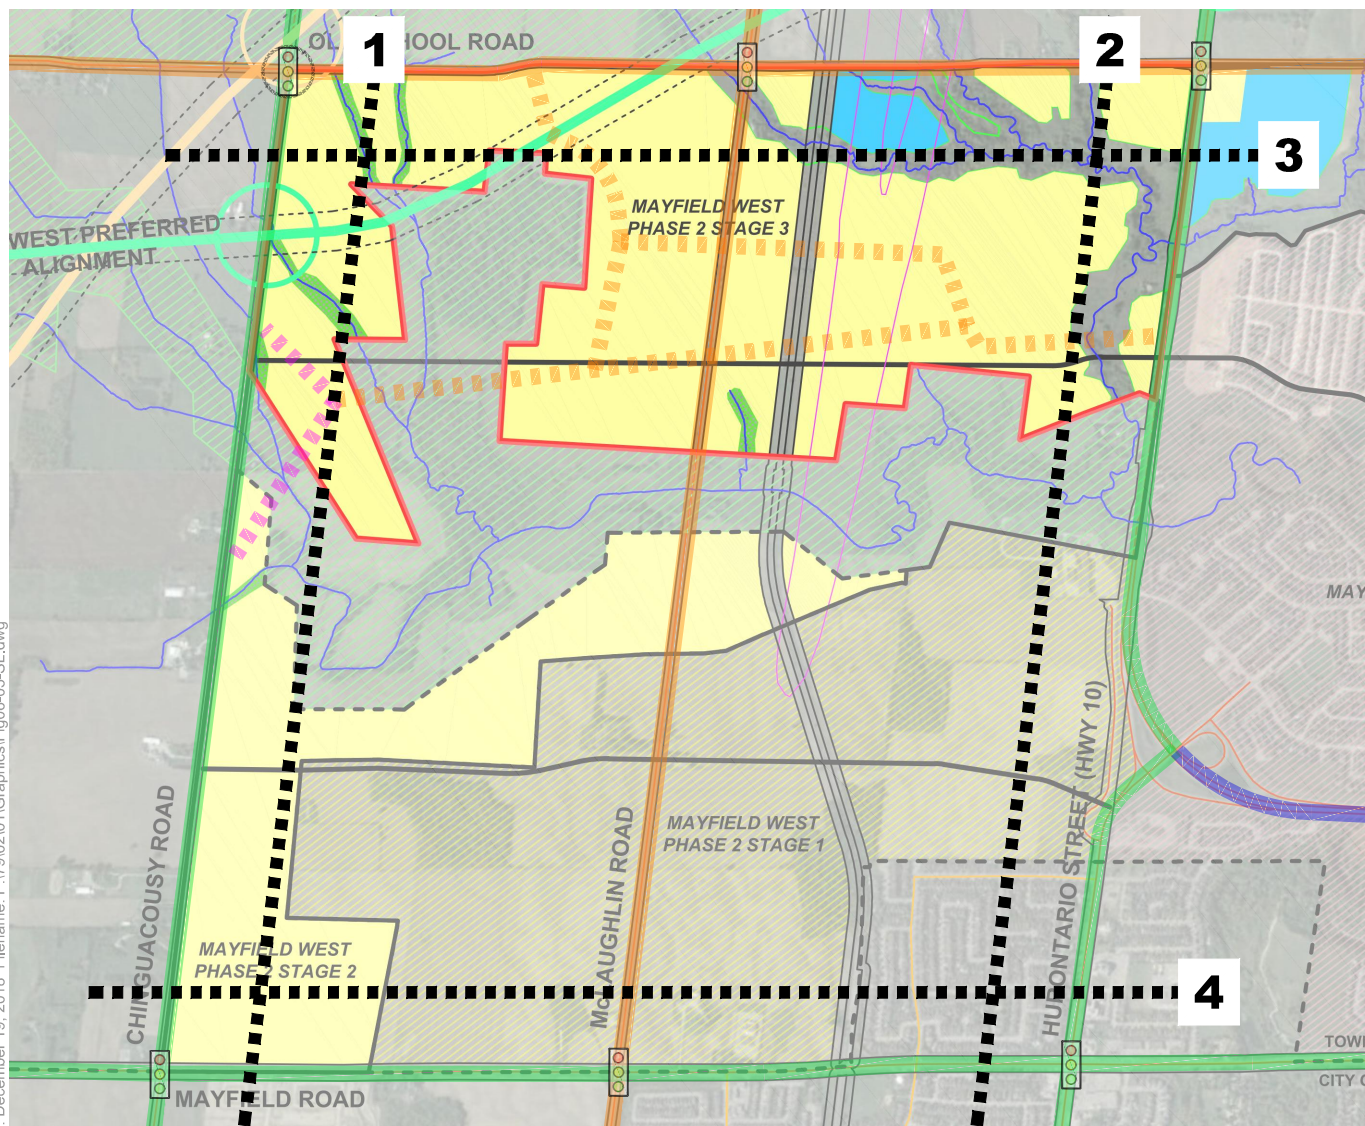 OL CHOOL ROAD
1
2
3
MAYFIELD WEST
PHASE 2 STAGE 3
WEST PREFERRED
ALIGNMENT
MAY
HURONTARIO STREET (HWY 10)
CHINGUACOUSY ROAD
McLAUGHLIN ROAD
MAYFIELD WEST
PHASE 2 STAGE 1
MAYFIELD WEST
PHASE 2 STAGE 2
4
TOW
CITY
MAYFIELD ROAD